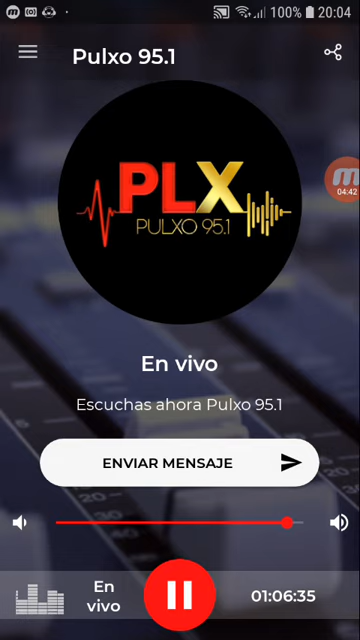 100% 20:04
Pulxo 95.1
04:42
PLX
PULXO 95.1
En vivo
Escuchas ahora Pulxo 95.1
ENVIAR MENSAJE
En
vivo
01:06:35